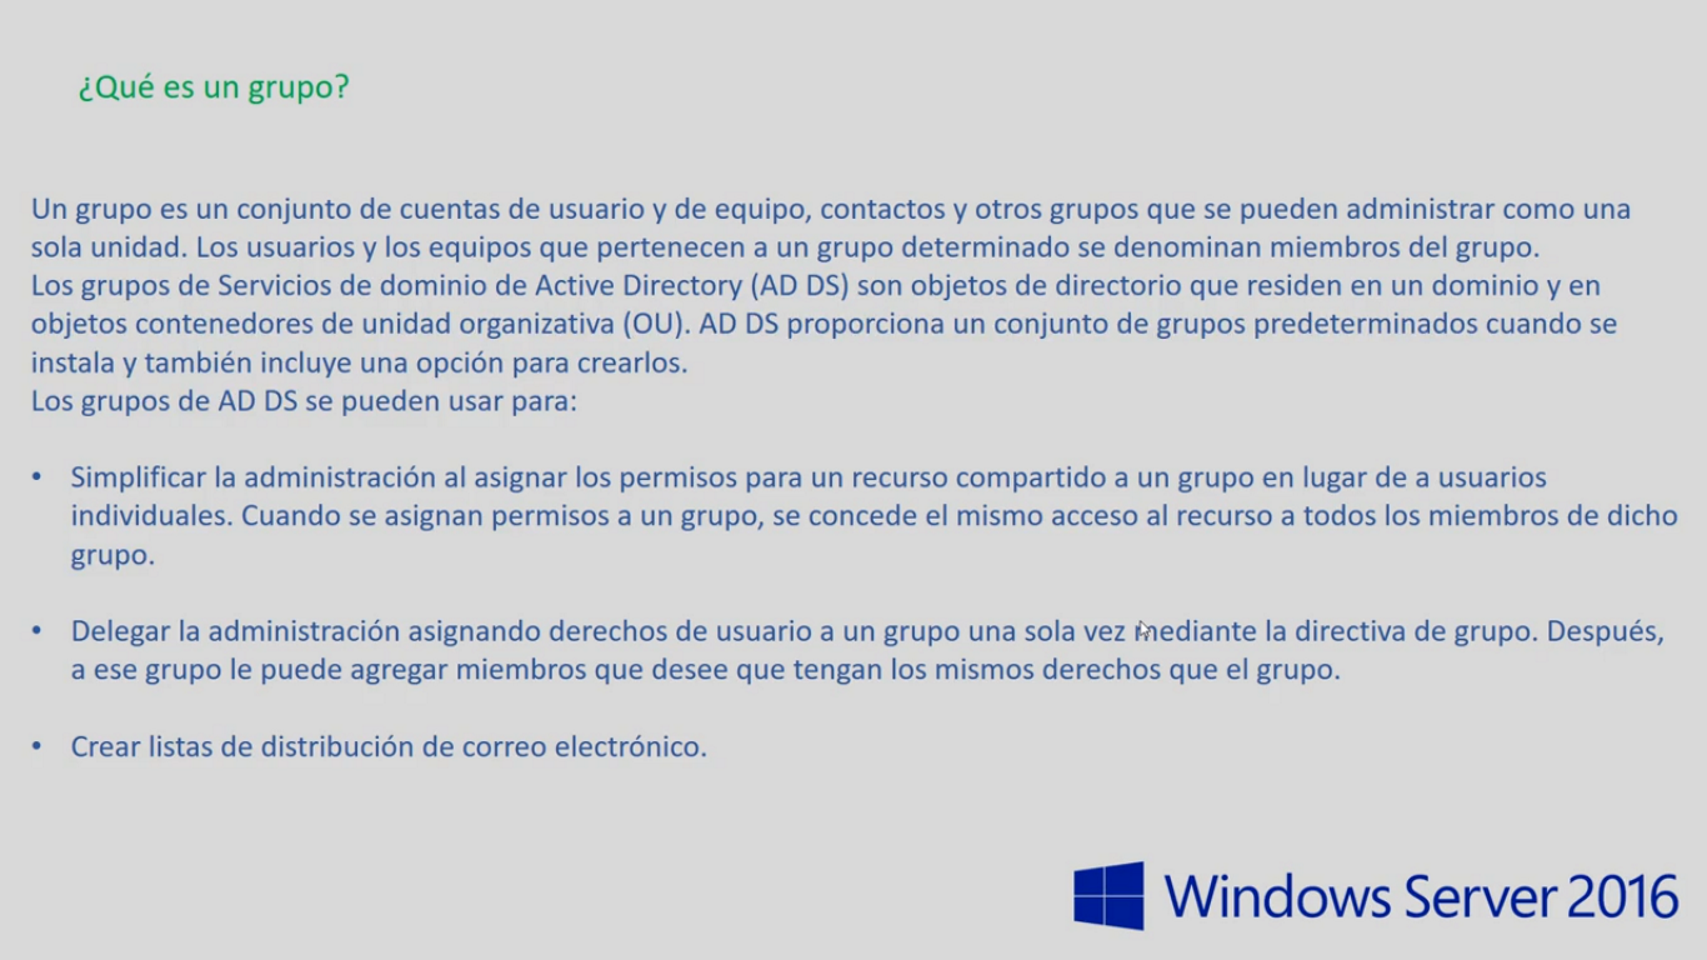 ¿Qué es un grupo?
Un grupo es un conjunto de cuentas de usuario y de equipo, contactos y otros grupos que se pueden administrar como una
sola unidad. Los usuarios y los equipos que pertenecen a un grupo determinado se denominan miembros del grupo.
Los grupos de Servicios de dominio de Active Directory (AD DS) son objetos de directorio que residen en un dominio y en
objetos contenedores de unidad organizativa (OU). AD DS proporciona un conjunto de grupos predeterminados cuando se
instala y también incluye una opción para crearlos.
Los grupos de AD DS se pueden usar para:
• Simplificar la administración al asignar los permisos para un recurso compartido a un grupo en lugar de a usuarios
individuales. Cuando se asignan permisos a un grupo, se concede el mismo acceso al recurso a todos los miembros de dicho
grupo.
• Delegar la administración asignando derechos de usuario a un grupo una sola vez mediante la directiva de grupo. Después,
a ese grupo le puede agregar miembros que desee que tengan los mismos derechos que el grupo.
• Crear listas de distribución de correo electrónico.
Windows Server 2016